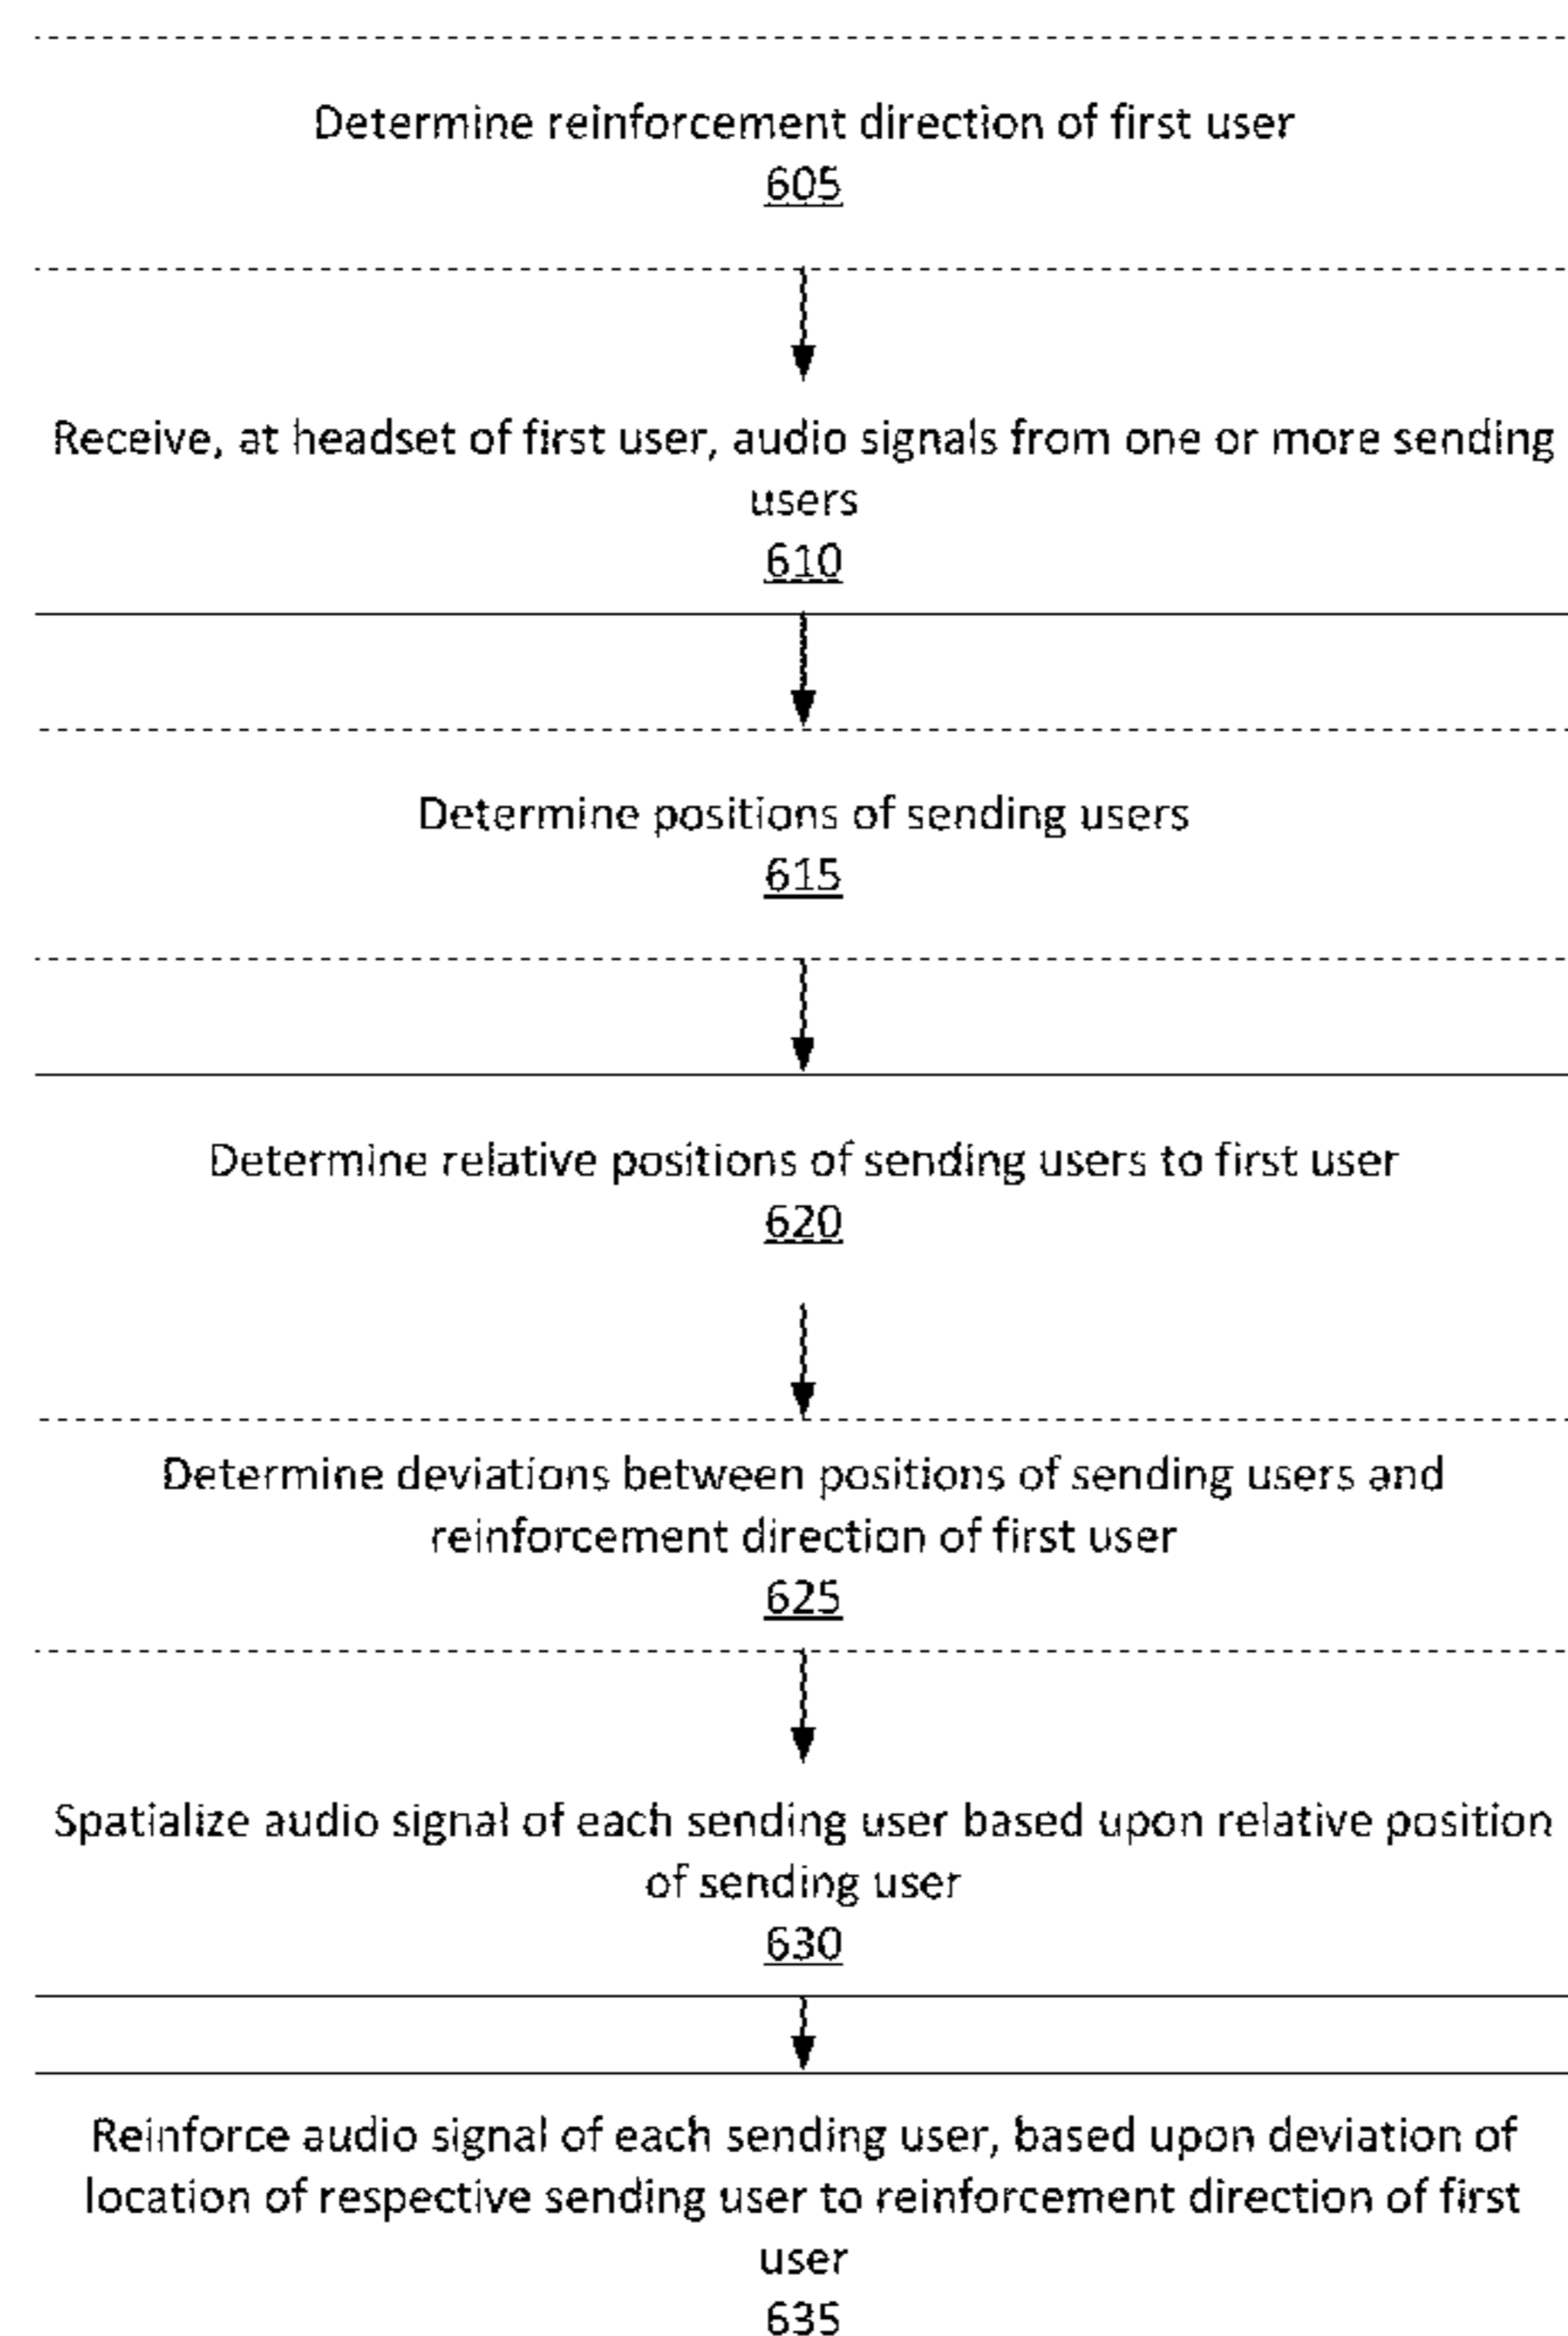 Determine reinforcement direction of first user
605
Receive, at headset of first user, audio signals from one or more sending
users
610
Determine positions of sending users
615
Determine relative positions of sending users to first user
620
Determine deviations between positions of sending users and
reinforcement direction of first user
625
Spatialize audio signal of each sending user based upon relative position
of sending user
630
Reinforce audio signal of each sending user, based upon deviation of
location of respective sending user to reinforcement direction of first
user
635